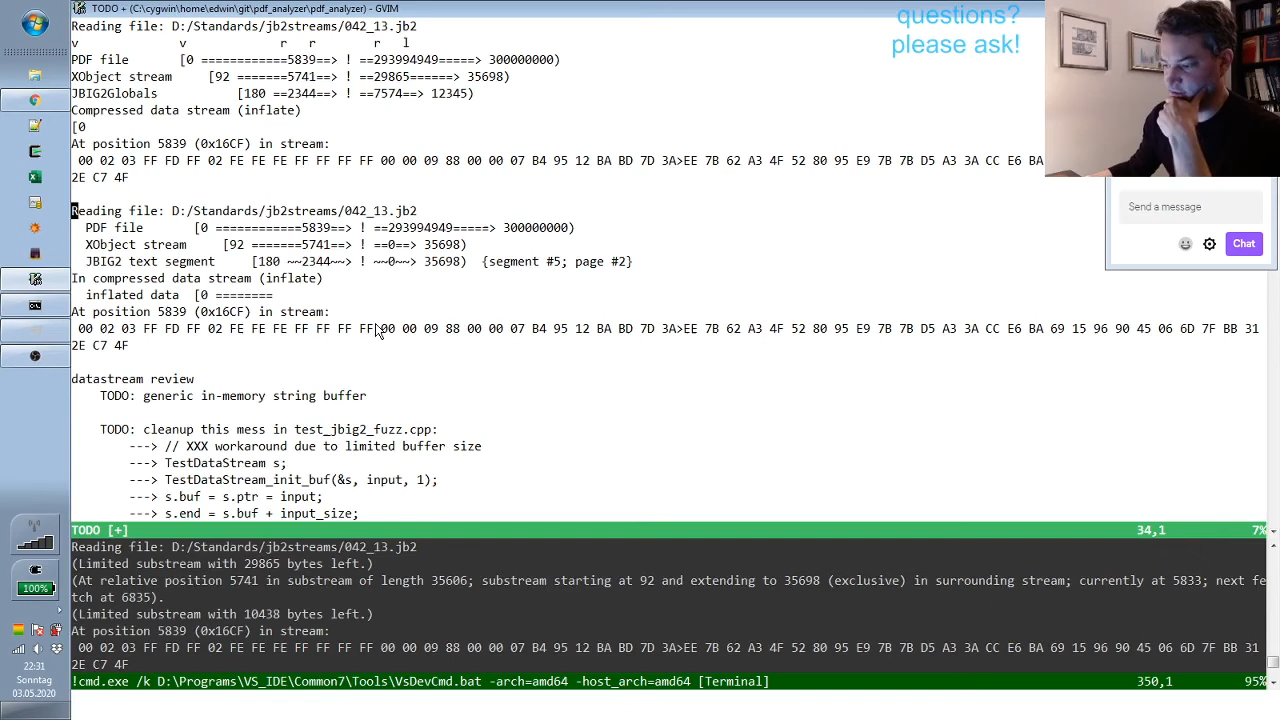 TODO + (C:\cygwin\home\edwin\git\pdf_analyzer\pdf_analyzer) - GVIM
questions?
please ask!
Reading file: D:/Standards/jb2streams/042_13.jb2
v v r r r l
PDF file [0 ============5839==> ! ==293994949=====> 300000000)
XObject stream [92 =======5741==> ! ==29865======> 35698)
JBIG2Globals [180 ==2344==> ! ==7574==> 12345)
Compressed data stream (inflate)
[0
At position 5839 (0x16CF) in stream:
00 02 03 FF FD FF 02 FE FE FE FF FF FF FF 00 00 09 88 00 00 07 B4 95 12 BA BD 7D 3A>EE 7B 62 A3 4F 52 80 95 E9 7B 7B D5 A3 3A CC E6 BA
2E C7 4F
Reading file: D:/Standards/jb2streams/042_13.jb2
PDF file [0 ============5839==> ! ==293994949=====> 300000000)
XObject stream [92 =======5741==> ! ==0==> 35698)
JBIG2 text segment [180 ~~2344~~> ! ~~0~~> 35698) {segment #5; page #2}
In compressed data stream (inflate)
inflated data [0 ========
At position 5839 (0x16CF) in stream:
00 02 03 FF FD FF 02 FE FE FE FF FF FF FF 00 00 09 88 00 00 07 B4 95 12 BA BD 7D 3A>EE 7B 62 A3 4F 52 80 95 E9 7B 7B D5 A3 3A CC E6 BA 69 15 96 90 45 06 6D 7F BB 31
2E C7 4F
datastream review
TODO: generic in-memory string buffer
TODO: cleanup this mess in test_jbig2_fuzz.cpp:
---> // XXX workaround due to limited buffer size
---> TestDataStream s;
---> TestDataStream_init_buf(&s, input, 1);
---> s.buf = s.ptr = input;
---> s.end = s.buf + input_size;
TODO [+] 34,1 7%
Reading file: D:/Standards/jb2streams/042_13.jb2
(Limited substream with 29865 bytes left.)
(At relative position 5741 in substream of length 35606; substream starting at 92 and extending to 35698 (exclusive) in surrounding stream; currently at 5833; next fe
tch at 6835).
(Limited substream with 10438 bytes left.)
At position 5839 (0x16CF) in stream:
00 02 03 FF FD FF 02 FE FE FE FF FF FF FF 00 00 09 88 00 00 07 B4 95 12 BA BD 7D 3A>EE 7B 62 A3 4F 52 80 95 E9 7B 7B D5 A3 3A CC E6 BA 69 15 96 90 45 06 6D 7F BB 31
2E C7 4F
!cmd.exe /k D:\Programs\VS_IDE\Common7\Tools\VsDevCmd.bat -arch=amd64 -host_arch=amd64 [Terminal] 350,1 95%
Send a message
Chat
100%
22:31
Sonntag
03.05.2020